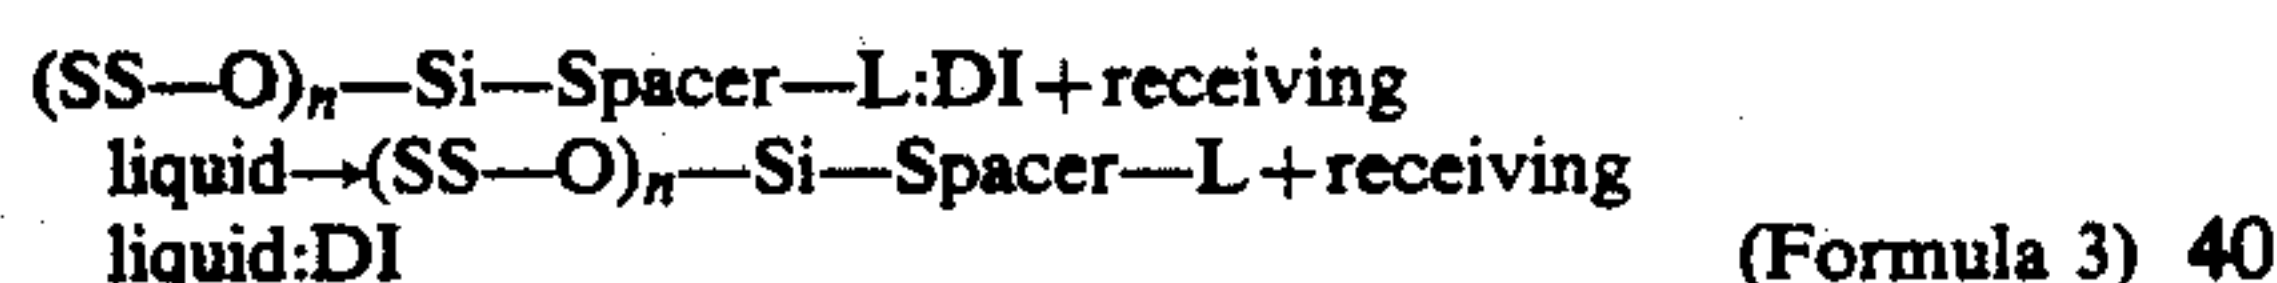 (SS—O)n—Si—Spacer—L:DI+receiving
liquid→(SS—O)n—Si—Spacer—L+receiving
liquid:DI (Formula 3) 40